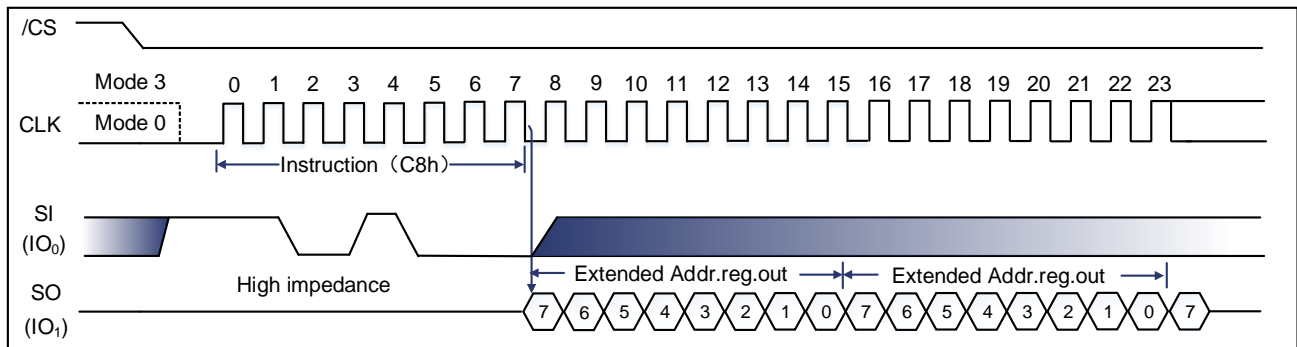 /CS
Mode 3
0 1 2 3 4 5 6 7 8 9 10 11 12 13 14 15 16 17 18 19 20 21 22 23
CLK
Mode 0
Instruction（C8h）
SI
(IO₀)
Extended Addr.reg.out Extended Addr.reg.out
High impedance
SO
(IO₁)
7 6 5 4 3 2 1 0 7 6 5 4 3 2 1 0 7